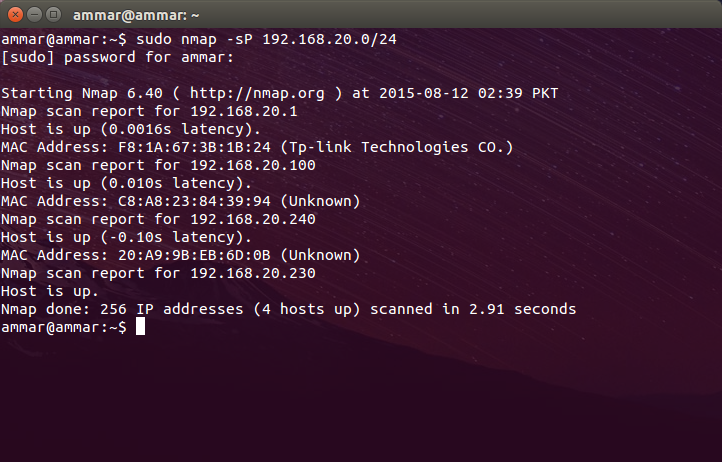 ammar@ammar: ~
ammar@ammar:~$ sudo nmap -sP 192.168.20.0/24
[sudo] password for ammar:
Starting Nmap 6.40 ( http://nmap.org ) at 2015-08-12 02:39 PKT
Nmap scan report for 192.168.20.1
Host is up (0.0016s latency).
MAC Address: F8:1A:67:3B:1B:24 (Tp-link Technologies CO.)
Nmap scan report for 192.168.20.100
Host is up (0.010s latency).
MAC Address: C8:A8:23:84:39:94 (Unknown)
Nmap scan report for 192.168.20.240
Host is up (-0.10s latency).
MAC Address: 20:A9:9B:EB:6D:0B (Unknown)
Nmap scan report for 192.168.20.230
Host is up.
Nmap done: 256 IP addresses (4 hosts up) scanned in 2.91 seconds
ammar@ammar:~$